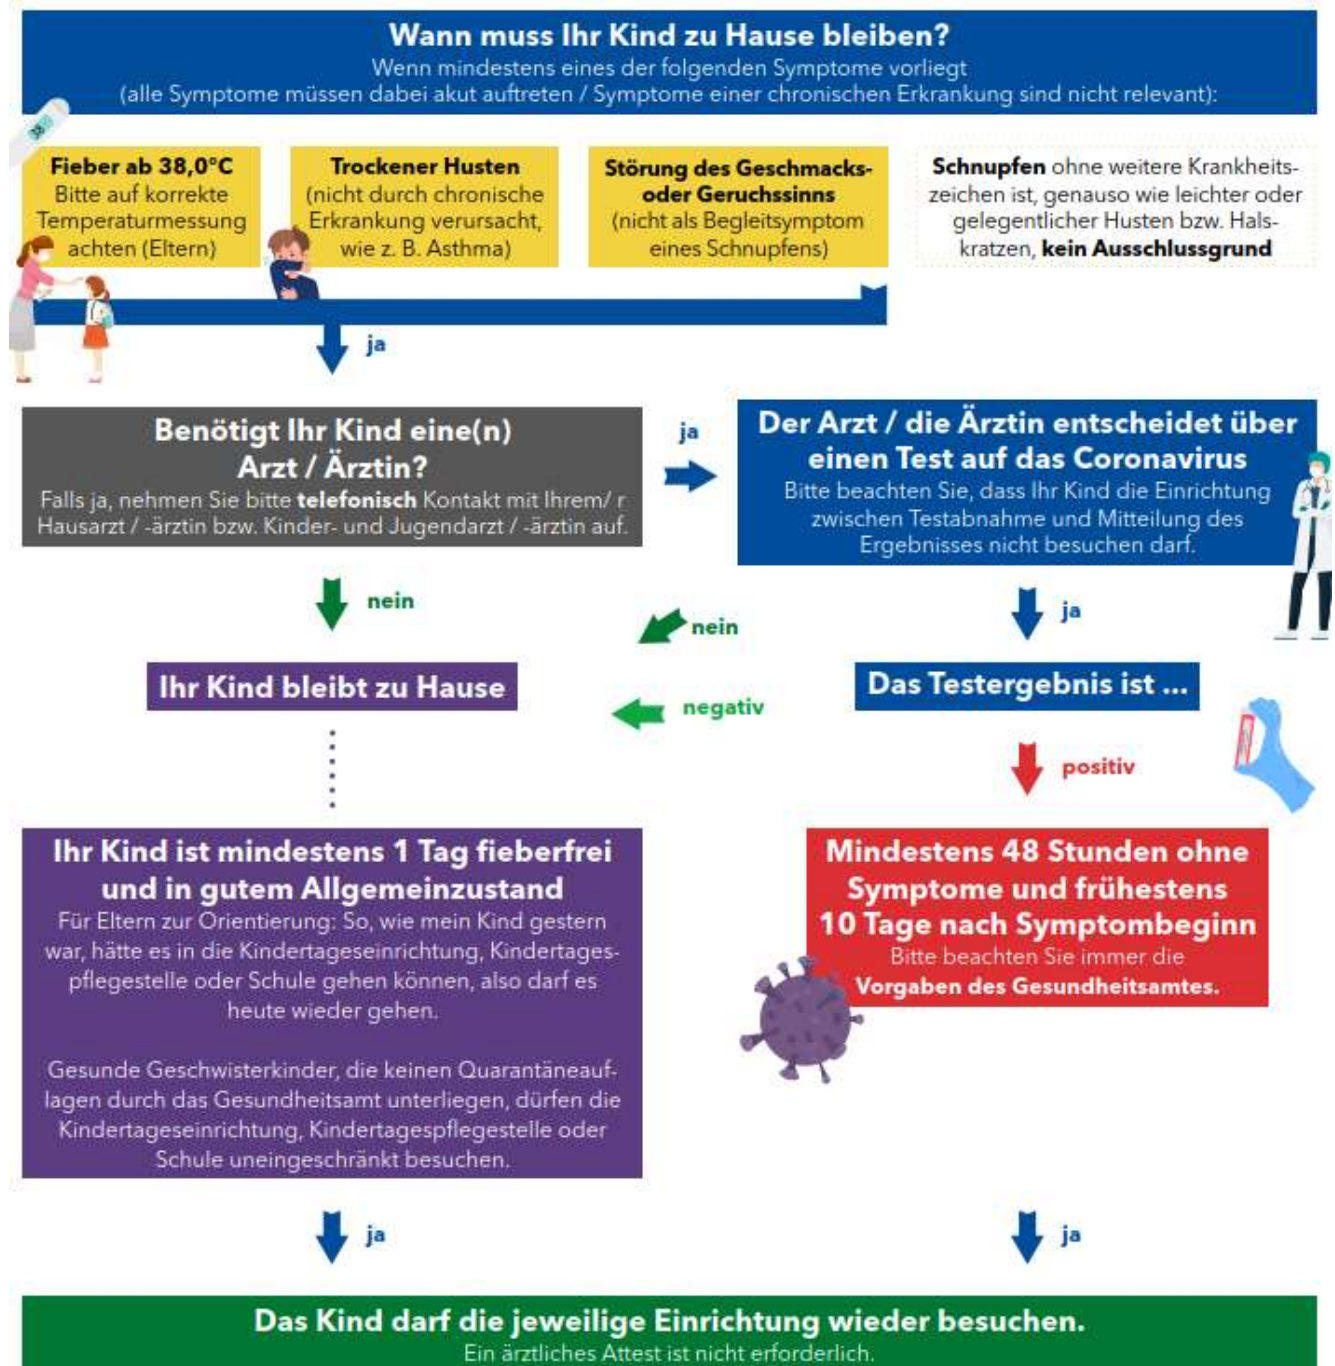 Wann muss Ihr Kind zu Hause bleiben?
Wenn mindestens eines der folgenden Symptome vorliegt
(alle Symptome müssen dabei akut auftreten / Symptome einer chronischen Erkrankung sind nicht relevant):
38
Fieber ab 38,0°C
Bitte auf korrekte
Temperaturmessung
achten (Eltern)
Trockener Husten
(nicht durch chronische
Erkrankung verursacht,
wie z. B. Asthma)
Störung des Geschmacks-
oder Geruchssinns
(nicht als Begleitsymptom
eines Schnupfens)
Schnupfen ohne weitere Krankheits-
zeichen ist, genauso wie leichter oder
gelegentlicher Husten bzw. Hals-
kratzen, kein Ausschlussgrund
ja
Benötigt Ihr Kind eine(n)
Arzt / Ärztin?
Falls ja, nehmen Sie bitte telefonisch Kontakt mit Ihrem/ r
Hausarzt / -ärztin bzw. Kinder- und Jugendarzt / -ärztin auf.
ja
Der Arzt / die Ärztin entscheidet über
einen Test auf das Coronavirus
Bitte beachten Sie, dass Ihr Kind die Einrichtung
zwischen Testabnahme und Mitteilung des
Ergebnisses nicht besuchen darf.
nein
nein
ja
Ihr Kind bleibt zu Hause
Das Testergebnis ist ...
negativ
positiv
Ihr Kind ist mindestens 1 Tag fieberfrei
und in gutem Allgemeinzustand
Für Eltern zur Orientierung: So, wie mein Kind gestern
war, hätte es in die Kindertageseinrichtung, Kindertages-
pflegestelle oder Schule gehen können, also darf es
heute wieder gehen.
Gesunde Geschwisterkinder, die keinen Quarantäneauf-
lagen durch das Gesundheitsamt unterliegen, dürfen die
Kindertageseinrichtung, Kindertagespflegestelle oder
Schule uneingeschränkt besuchen.
Mindestens 48 Stunden ohne
Symptome und frühestens
10 Tage nach Symptombeginn
Bitte beachten Sie immer die
Vorgaben des Gesundheitsamtes.
ja
ja
Das Kind darf die jeweilige Einrichtung wieder besuchen.
Ein ärztliches Attest ist nicht erforderlich.